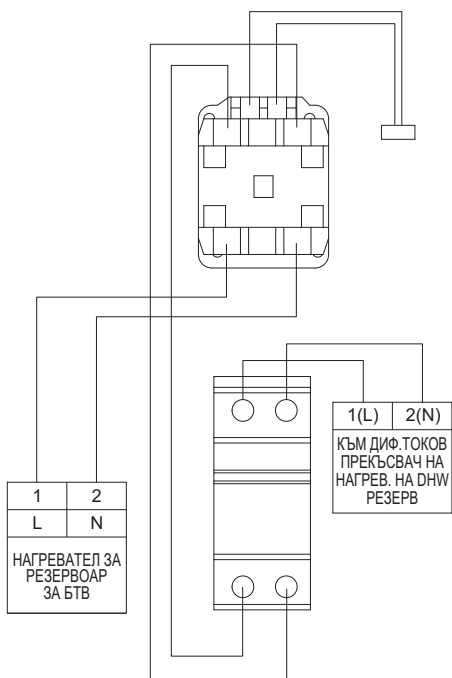 1(L) 2(N)
КЪМ ДИФ.ТОКОВ
ПРЕКЪСВАЧ НА
НАГРЕВ. НА DHW
РЕЗЕРВ
1 2
L N
НАГРЕВАТЕЛ ЗА
РЕЗЕРВОАР
ЗА БТВ